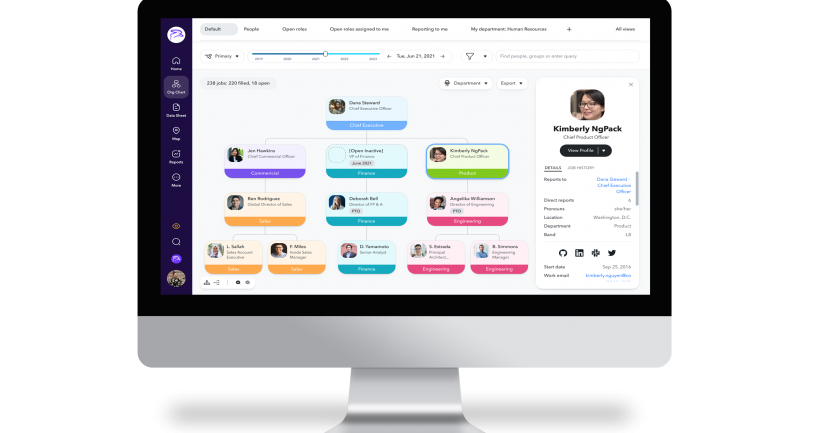 Default People Open roles Open roles assigned to me Reporting to me My department: Human Resources + All views
Primary
2019 2020 2021 2022 2023
Tue, Jun 21, 2021
Find people, groups or enter query
Home
Org Chart
Data Sheet
Map
Reports
More
238 jobs: 220 filled, 18 open
Department
Export
Dana Steward
Chief Executive Officer
Chief Executive
Jen Hawkins
Chief Commercial Officer
Commercial
[Open Inactive]
VP of Finance
June 2021
Finance
Kimberly NgPack
Chief Product Officer
Product
Ben Rodriguez
Global Director of Sales
Sales
Deborah Bell
Director of FP & A
PTO
Finance
Angelika Williamson
Director of Engineering
PTO
Engineering
L. Sallah
Sales Account
Executive
Sales
F. Miles
Inside Sales
Manager
Sales
D. Yamamoto
Senior Analyst
Finance
S. Estrada
Principal
Architect...
Engineering
B. Simmons
Engineering
Manager
Engineering
Kimberly NgPack
Chief Product Officer
View Profile
DETAILS JOB HISTORY
Reports to Dana Steward -
Chief Executive
Officer
Direct reports 6
Pronouns she/her
Location Washington, D.C.
Department Product
Band L8
Start date Sep 25, 2016
Work email kimberly.nguyen@co